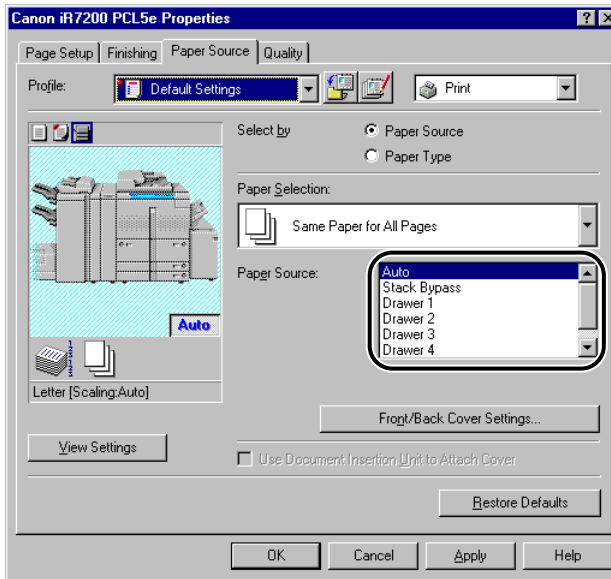 Canon iR7200 PCL5e Properties
Page Setup Finishing Paper Source Quality
Profile: Default Settings Print
Select by Paper Source
Paper Type
Paper Selection:
Same Paper for All Pages
Paper Source: Auto
Stack Bypass
Drawer 1
Drawer 2
Drawer 3
Drawer 4
Auto
Letter [Scaling:Auto]
Front/Back Cover Settings...
View Settings
Use Document Insertion Unit to Attach Cover
Restore Defaults
OK Cancel Apply Help